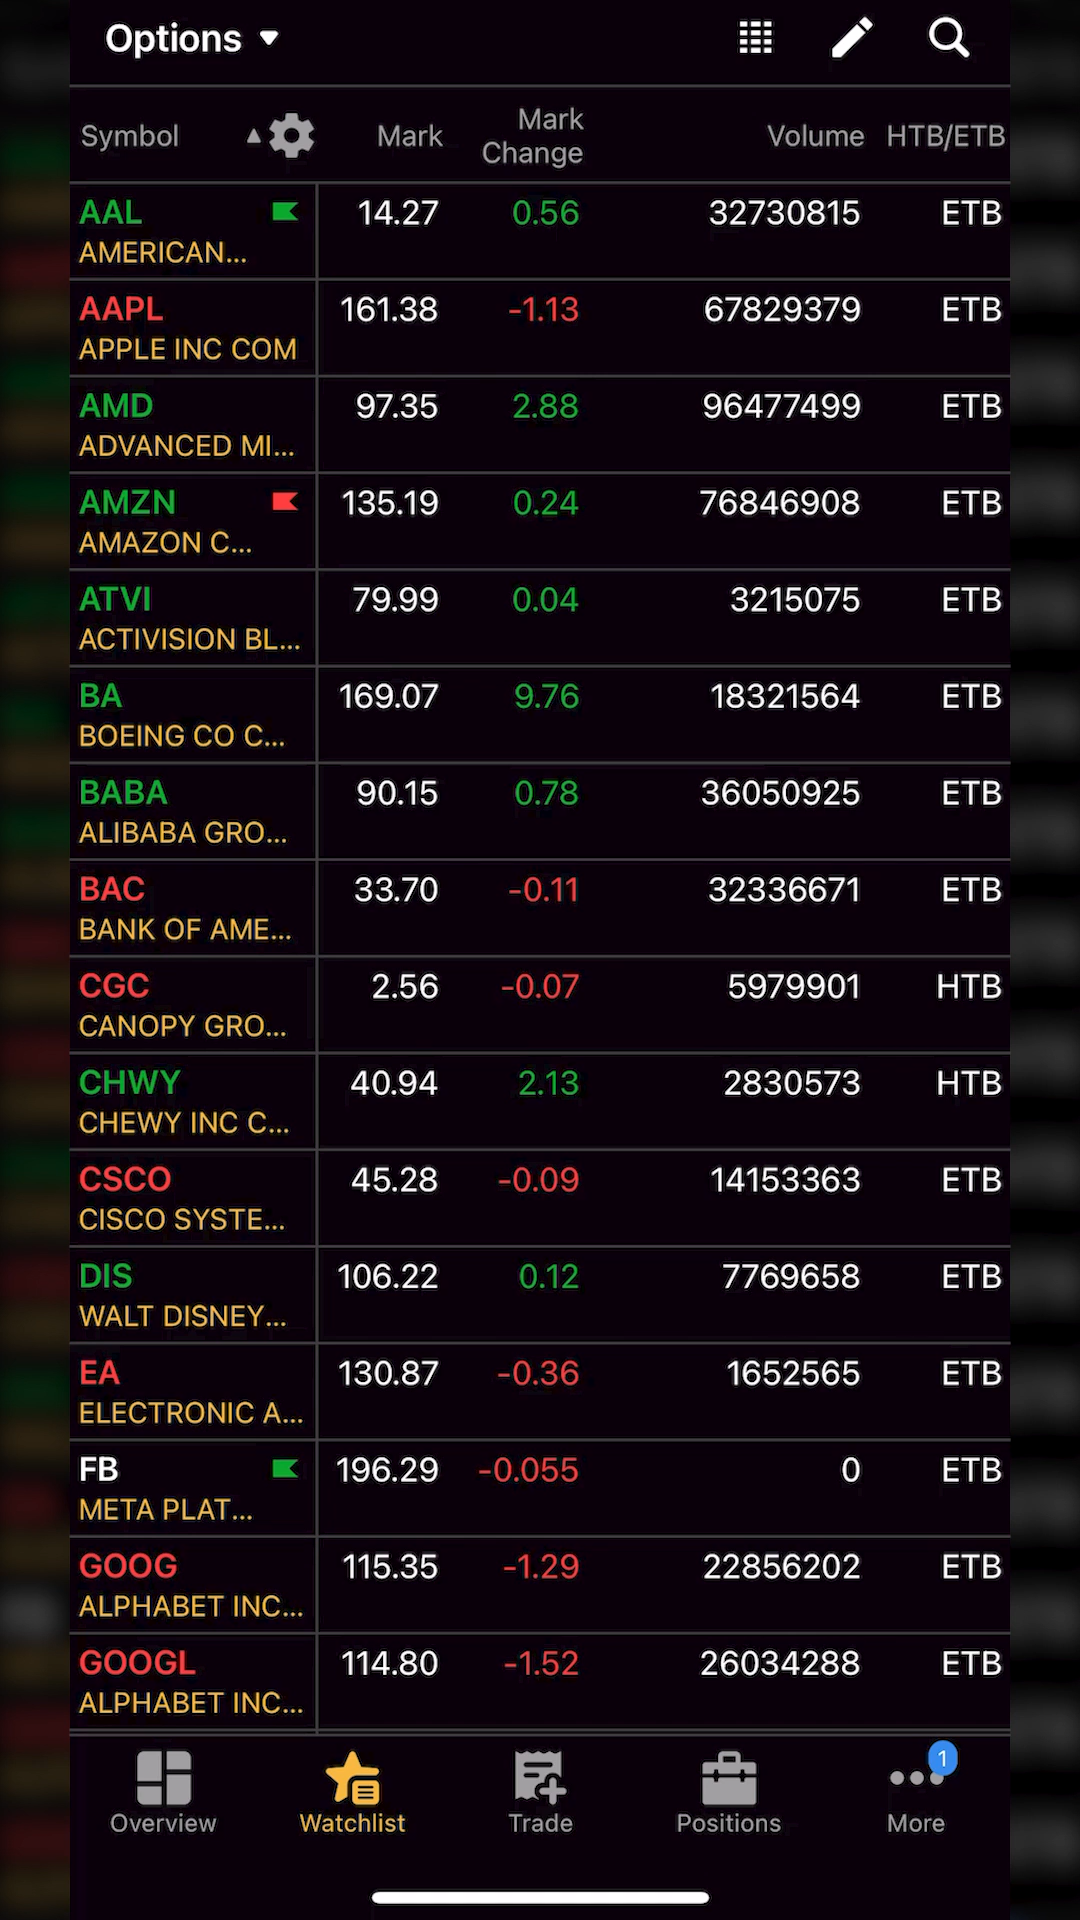 Options
Symbol Mark Mark Change Volume HTB/ETB
AAL 14.27 0.56 32730815 ETB
AMERICAN...
AAPL 161.38 -1.13 67829379 ETB
APPLE INC COM
AMD 97.35 2.88 96477499 ETB
ADVANCED MI...
AMZN 135.19 0.24 76846908 ETB
AMAZON C...
ATVI 79.99 0.04 3215075 ETB
ACTIVISION BL...
BA 169.07 9.76 18321564 ETB
BOEING CO C...
BABA 90.15 0.78 36050925 ETB
ALIBABA GRO...
BAC 33.70 -0.11 32336671 ETB
BANK OF AME...
CGC 2.56 -0.07 5979901 HTB
CANOPY GRO...
CHWY 40.94 2.13 2830573 HTB
CHEWY INC C...
CSCO 45.28 -0.09 14153363 ETB
CISCO SYSTE...
DIS 106.22 0.12 7769658 ETB
WALT DISNEY...
EA 130.87 -0.36 1652565 ETB
ELECTRONIC A...
FB 196.29 -0.055 0 ETB
META PLAT...
GOOG 115.35 -1.29 22856202 ETB
ALPHABET INC...
GOOGL 114.80 -1.52 26034288 ETB
ALPHABET INC...
1
Overview Watchlist Trade Positions More